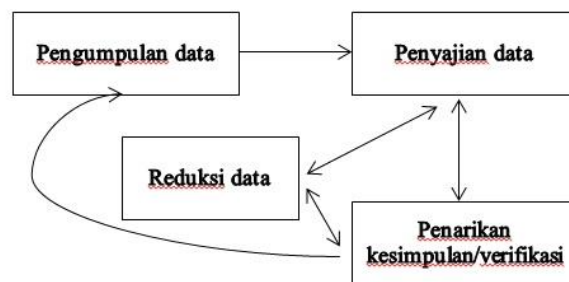 Pengumpulan data
Penyajian data
Reduksi data
Penarikan
kesimpulan/verifikasi